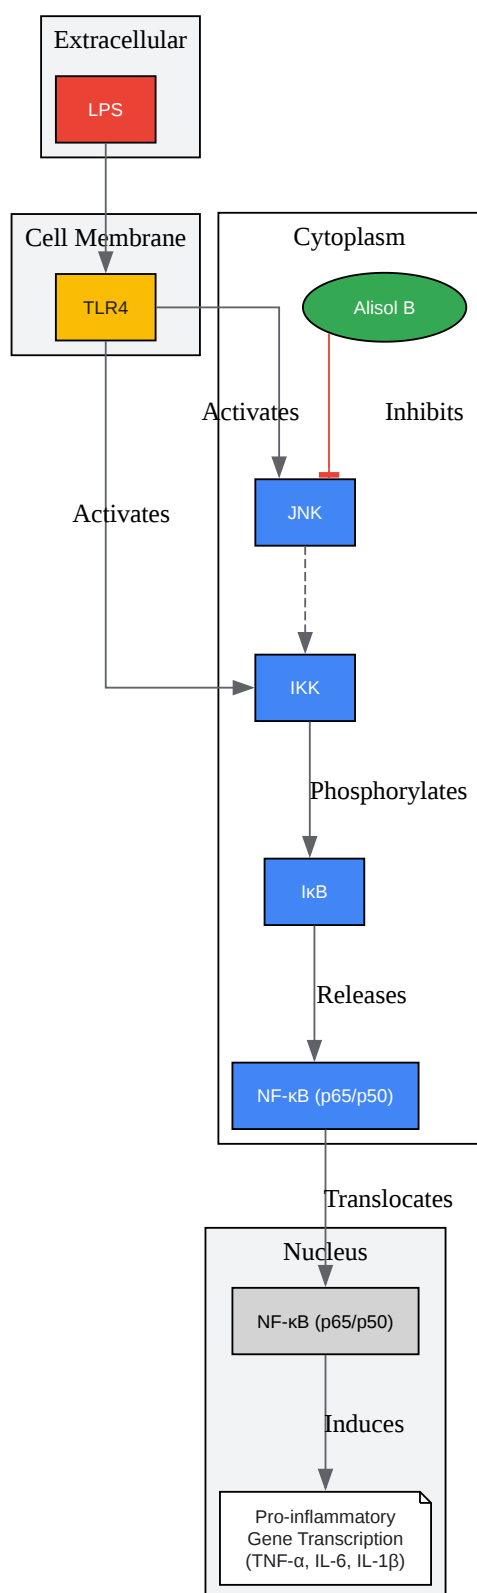 Extracellular
LPS
Cell Membrane
TLR4
Cytoplasm
Alisol B
Activates
Inhibits
JNK
Activates
IKK
Phosphorylates
IκB
Releases
NF-κB (p65/p50)
Translocates
Nucleus
NF-κB (p65/p50)
Induces
Pro-inflammatory
Gene Transcription
(TNF-α, IL-6, IL-1β)